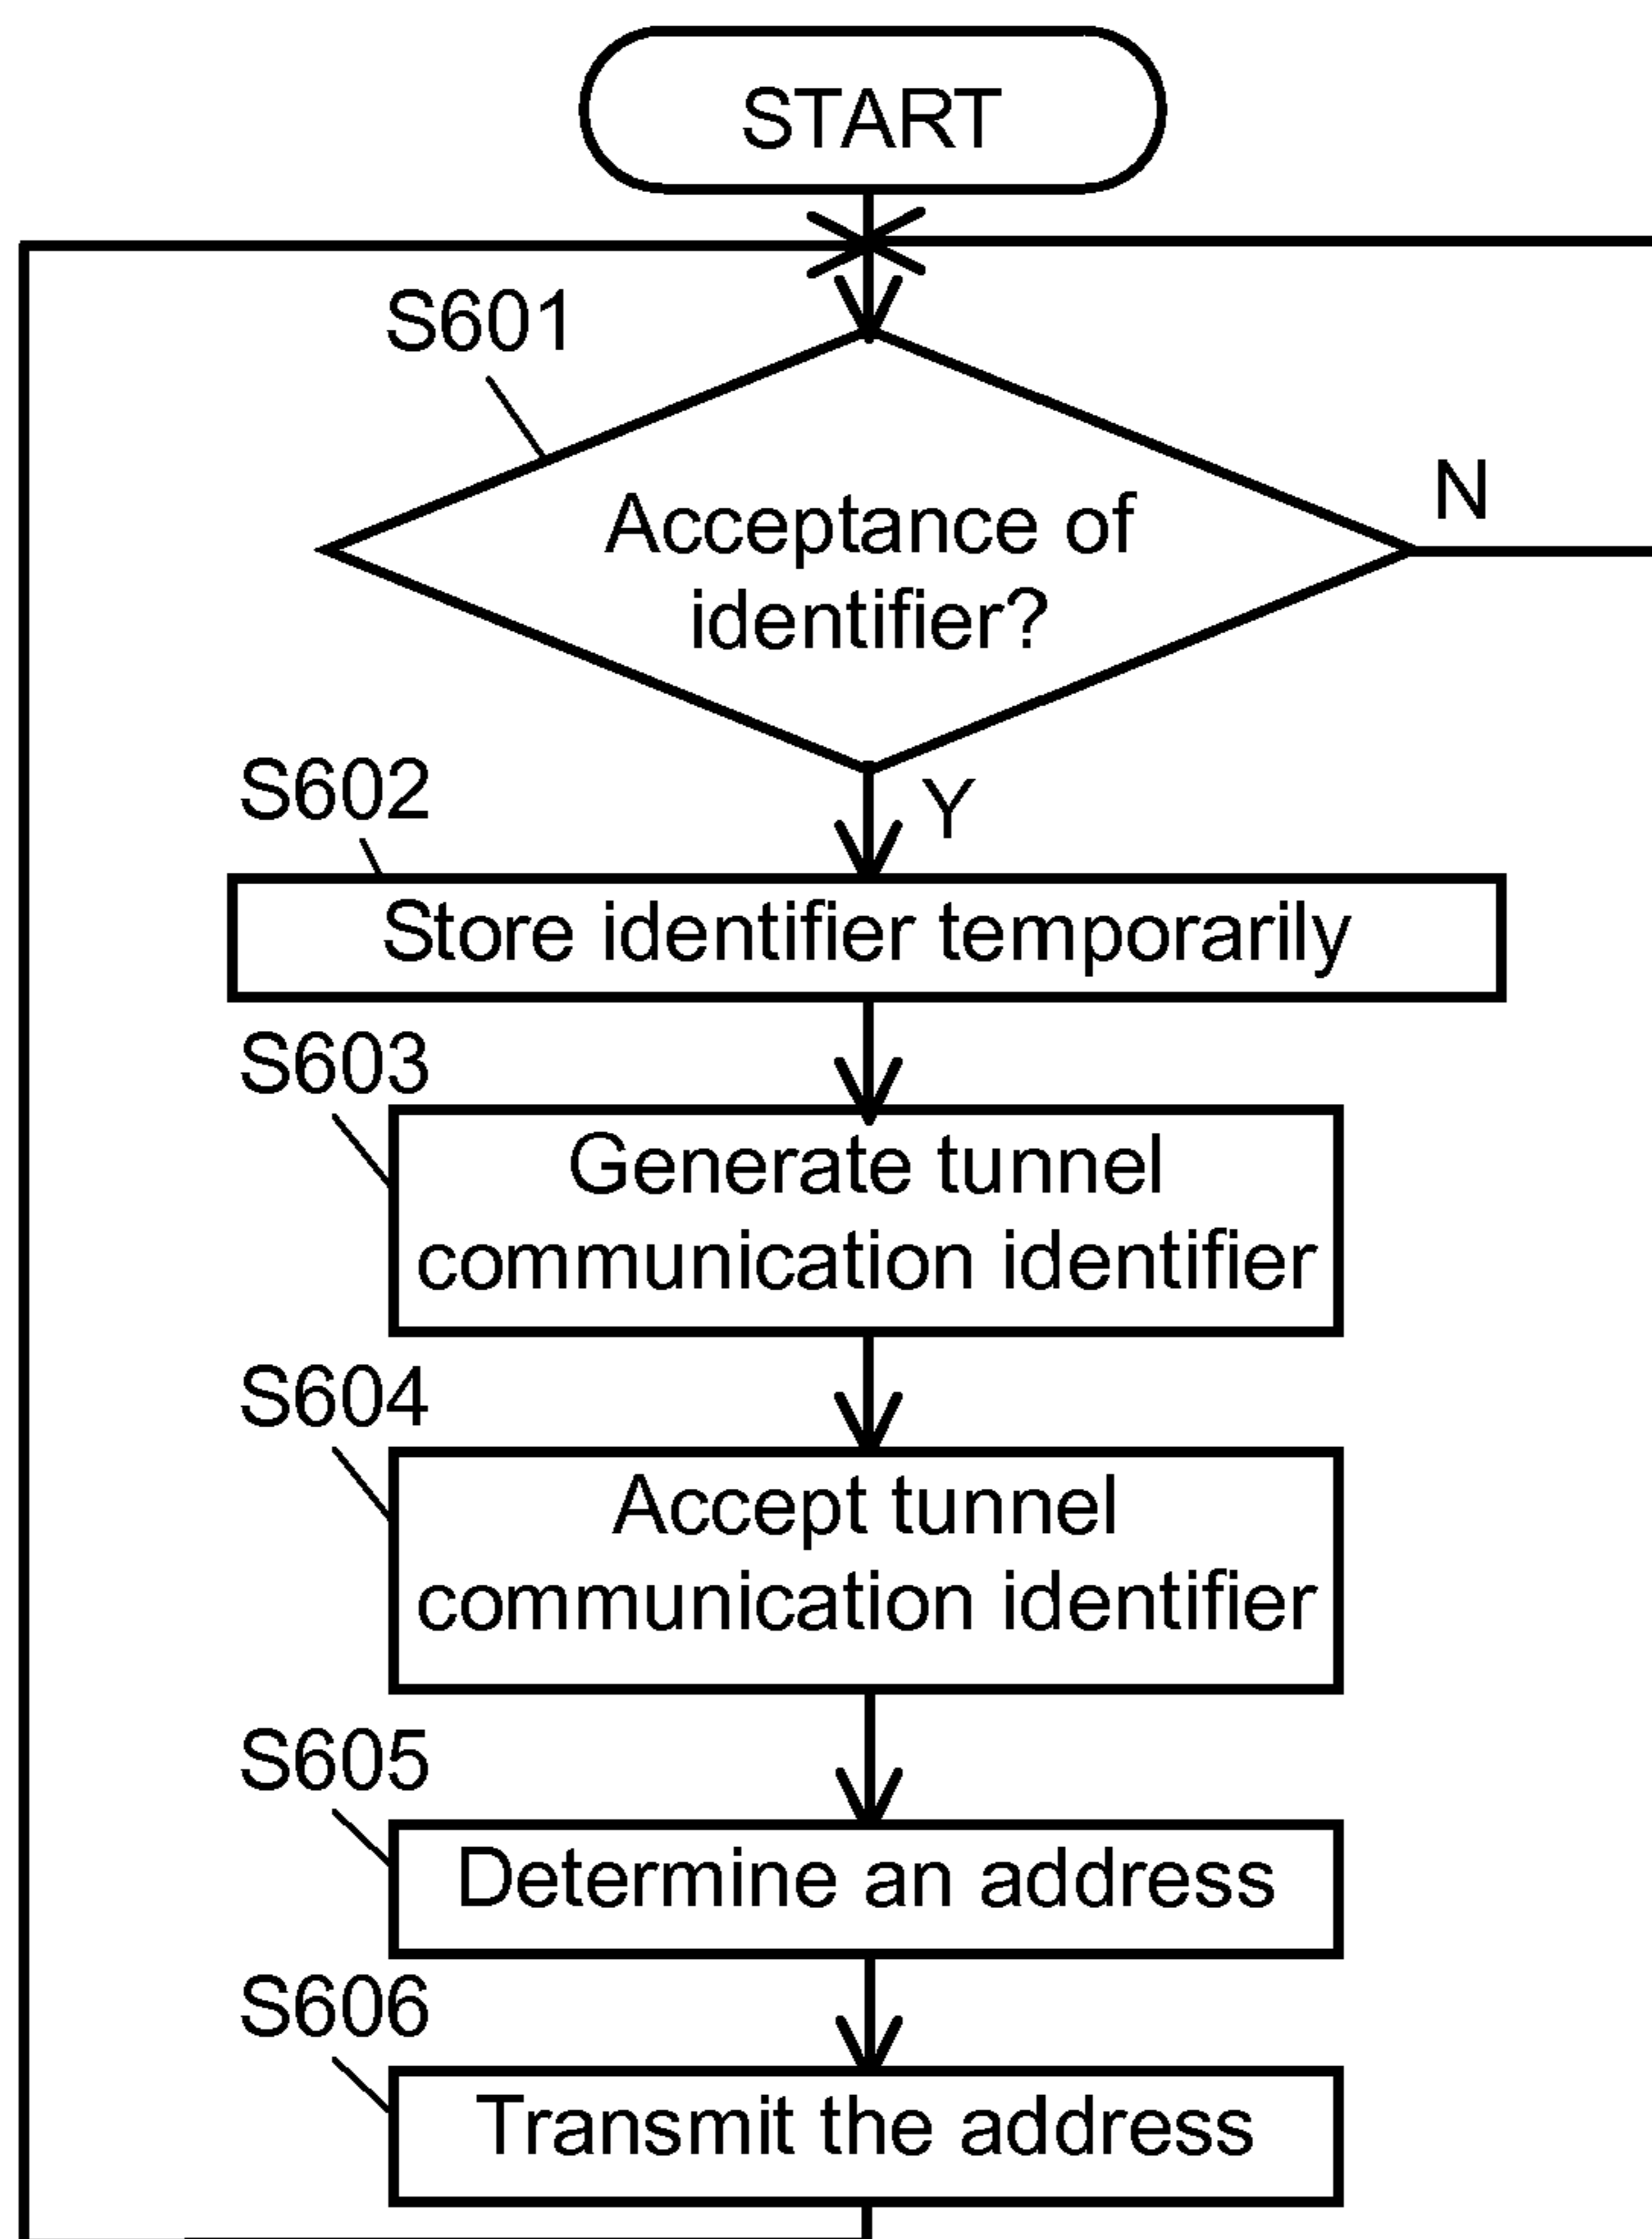 START
S601
Acceptance of
identifier?
N
Y
S602
Store identifier temporarily
S603
Generate tunnel
communication identifier
S604
Accept tunnel
communication identifier
S605
Determine an address
S606
Transmit the address